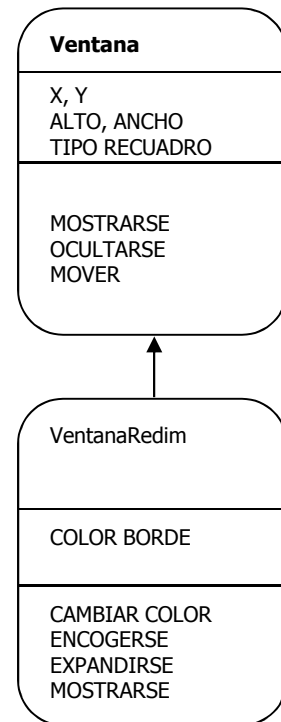 Ventana
X, Y
ALTO, ANCHO
TIPO RECUADRO
MOSTRARSE
OCULTARSE
MOVER
VentanaRedim
COLOR BORDE
CAMBIAR COLOR
ENCOGERSE
EXPANDIRSE
MOSTRARSE